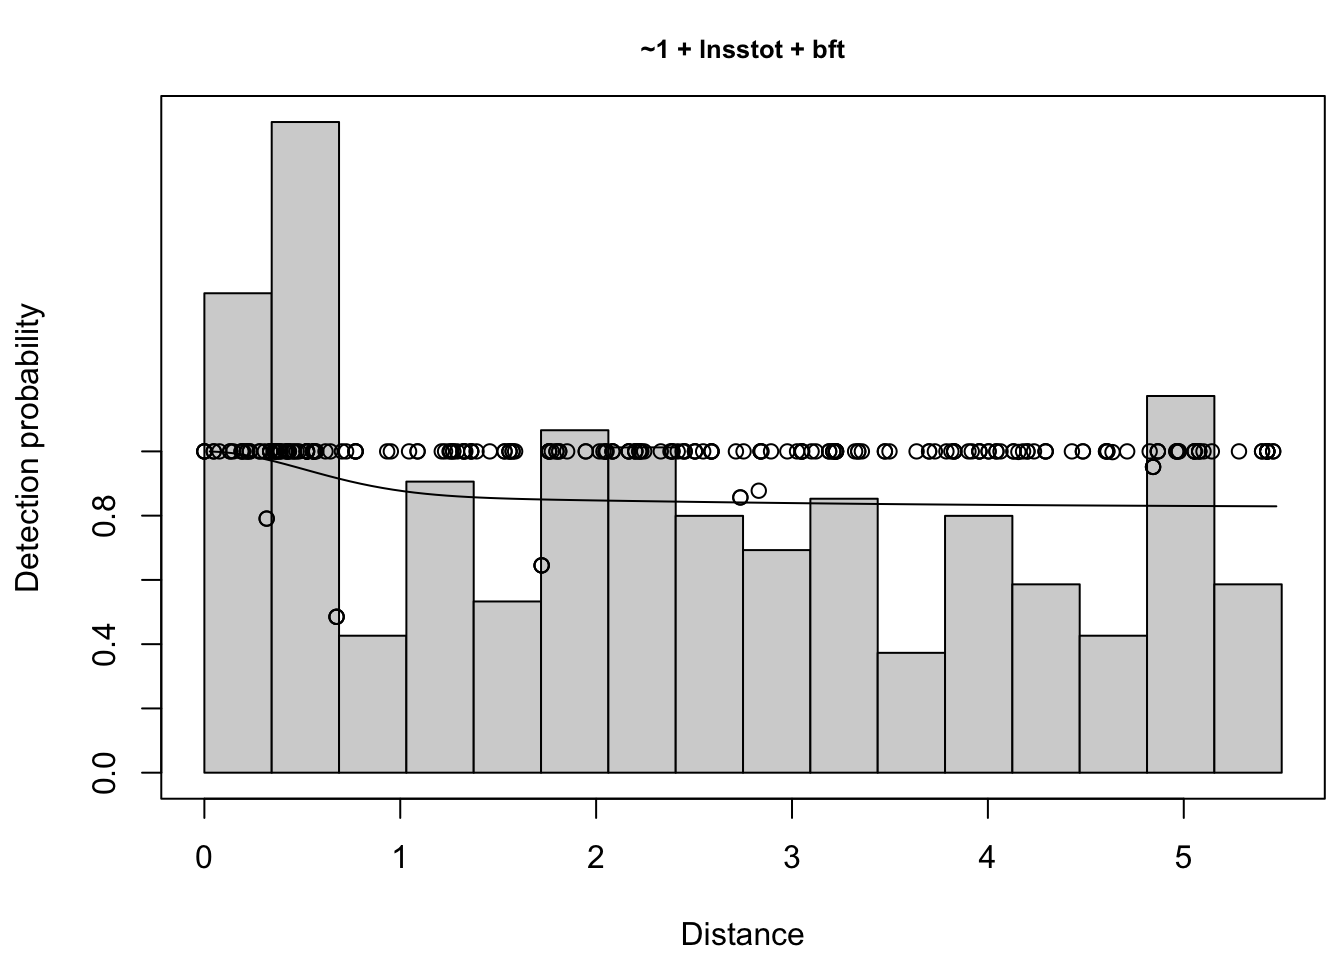 ~1 + lnsstot + bft
Detection probability
0.8
0.4
0.0
0 1 2 3 4 5
Distance